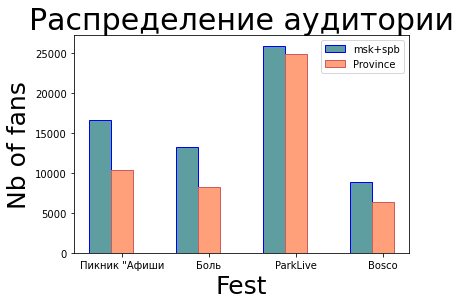 Распределение аудитории
msk+spb
Province
25000
20000
15000
10000
5000
0
Nb of fans
Пикник "Афиши Боль ParkLive Bosco
Fest